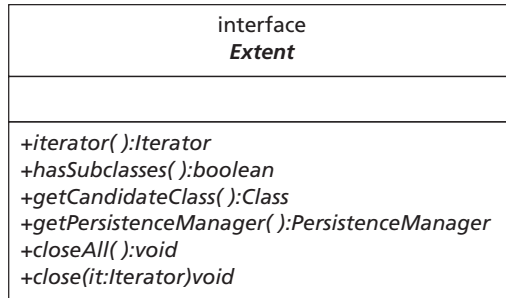 interface
Extent
+iterator( ):Iterator
+hasSubclasses( ):boolean
+getCandidateClass( ):Class
+getPersistenceManager( ):PersistenceManager
+closeAll( ):void
+close(it:Iterator)void